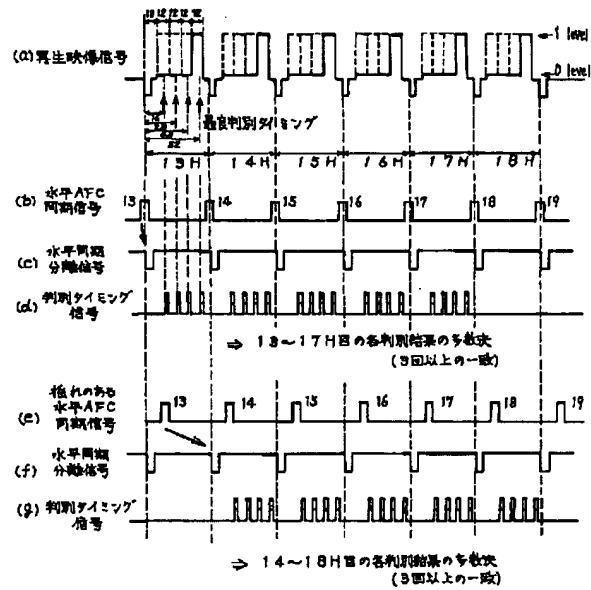 (a) 再生映像信号
1 level
0 level
最良判別タイミング
13H 14H 15H 16H 17H 18H
(b) 水平AFC 同期信号
13 14 15 16 17 18 19
(c) 水平同期 分離信号
(d) 判別タイミング 信号
⇒ 13〜17H目の各判別結果の多数決
(3回以上の一致)
(e) 揺れのある 水平AFC 同期信号
13 14 15 16 17 18 19
(f) 水平同期 分離信号
(g) 判別タイミング 信号
⇒ 14〜18H目の各判別結果の多数決
(3回以上の一致)